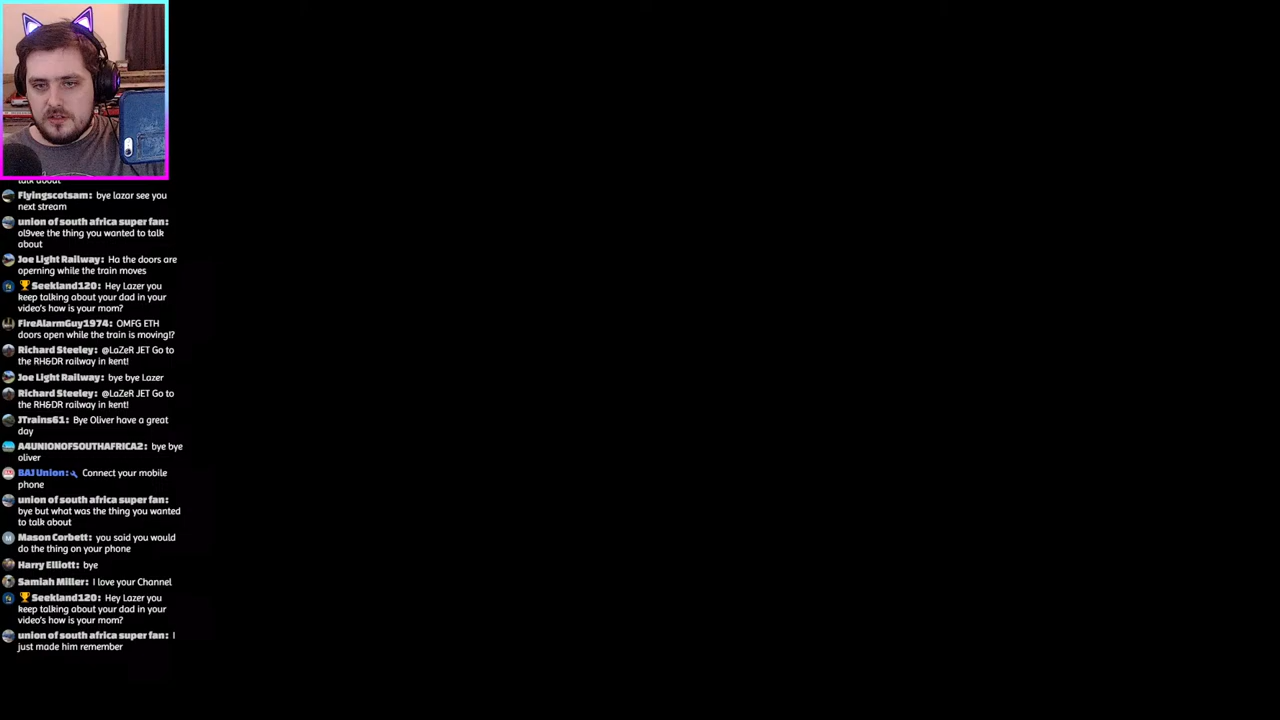 talk about
Flyingscotsam: bye lazar see you
next stream
union of south africa super fan:
ol9vee the thing you wanted to talk
about
Joe Light Railway: Ha the doors are
operning while the train moves
Seekland120: Hey Lazer you
keep talking about your dad in your
video's how is your mom?
FireAlarmGuy1974: OMFG ETH
doors open while the train is moving!?
Richard Steeley: @LaZeR JET Go to
the RH&DR railway in kent!
Joe Light Railway: bye bye Lazer
Richard Steeley: @LaZeR JET Go to
the RH&DR railway in kent!
JTrains61: Bye Oliver have a great
day
A4UNIONOFSOUTHAFRICA2: bye bye
oliver
BAJ Union: Connect your mobile
phone
union of south africa super fan:
bye but what was the thing you wanted
to talk about
Mason Corbett: you said you would
do the thing on your phone
Harry Elliott: bye
Samiah Miller: I love your Channel
Seekland120: Hey Lazer you
keep talking about your dad in your
video's how is your mom?
union of south africa super fan: I
just made him remember